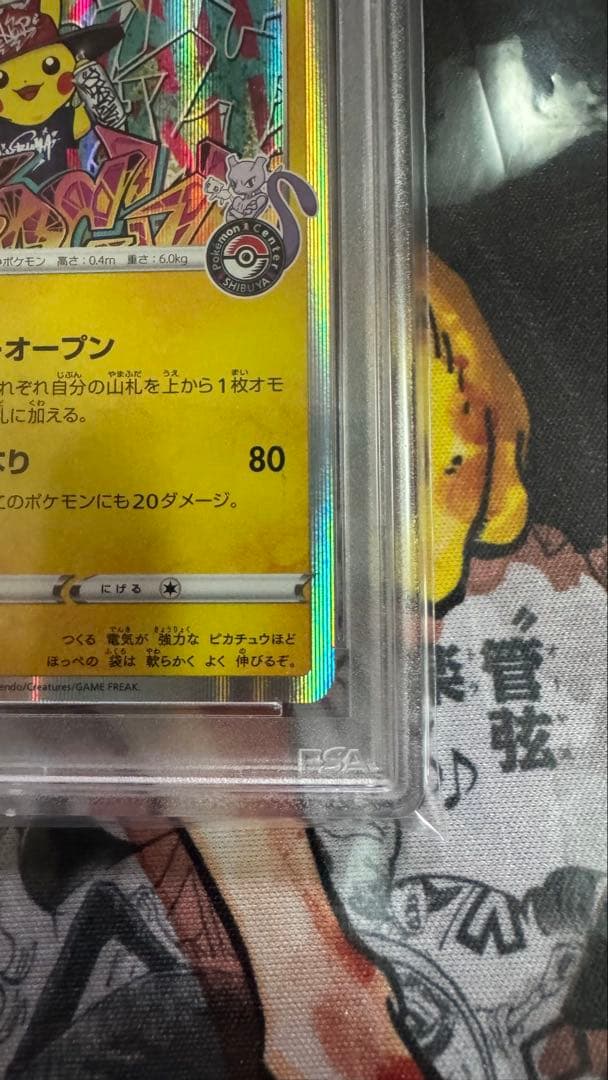 のポケモン 高さ：0.4m 重さ：6.0kg
Pokémon Center
SHIBUYA
オープン
れぞれ自分の山札を上から1枚オモ
札に加える。
り 80
このポケモンにも20ダメージ。
にげる
つくる 電気が 強力な ピカチュウほど
ほっぺの 袋は 軟らかく よく 伸びるぞ。
endo/Creatures/GAME FREAK.
PSA
管弦
楽
♪